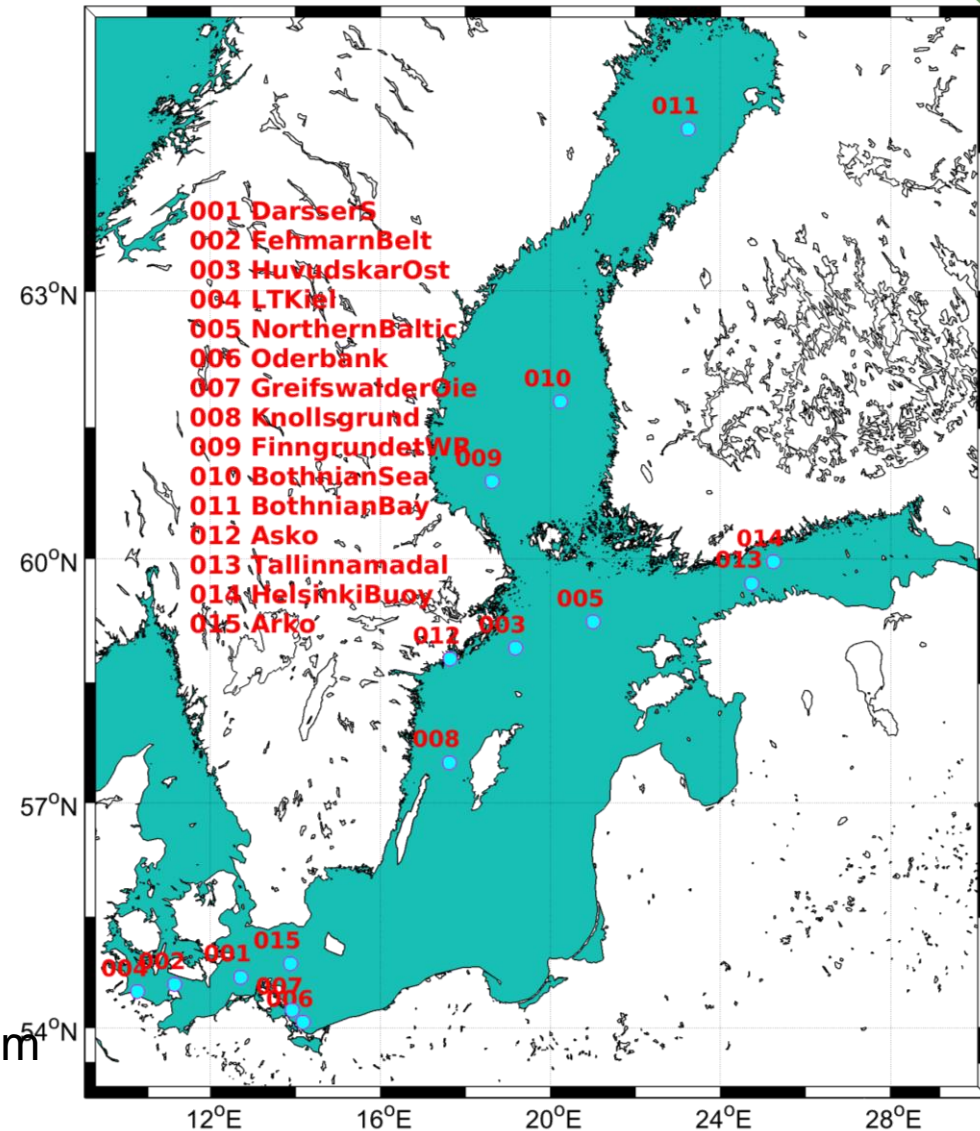 011
001 DarsserS
002 FehmarnBelt
003 HuvudskarOst
004 LTKiel
005 NorthernBaltic
006 Oderbank
007 GreifswalderOie
008 Knollsgrund
009 FinngrundetWR
010 BothnianSea
011 BothnianBay
012 Asko
013 Tallinnamadal
014 HelsinkiBuoy
015 Arko
63°N
010
009
60°N
014
013
005
003
012
008
57°N
015
001
002
004
007
006
54°N
m
12°E 16°E 20°E 24°E 28°E